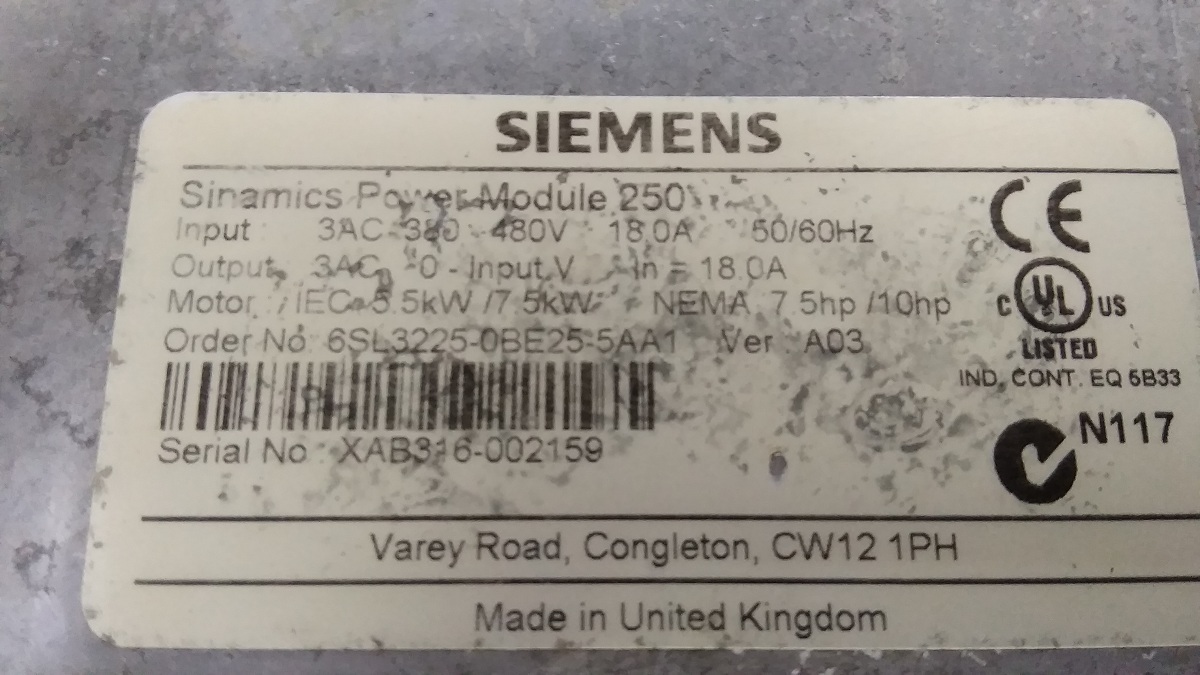 SIEMENS
Sinamics Power Module 250
Input : 3AC 380 - 480V 18.0A 50/60Hz
Output : 3AC 0 - Input V In = 18.0A
Motor : IEC 5.5kW /7.5kW NEMA 7.5hp /10hp
Order No: 6SL3225-0BE25-5AA1 Ver : A03
Serial No : XAB316-002159
CE
C UL US
LISTED
IND. CONT. EQ 5B33
N117
Varey Road, Congleton, CW12 1PH
Made in United Kingdom